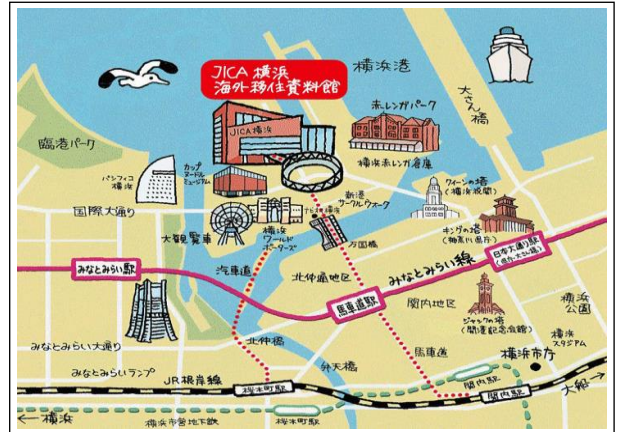 JICA 横浜
海外移住資料館
横浜港
大さん橋
赤レンガパーク
JICA横浜
臨港パーク
横浜赤レンガ倉庫
パシフィコ
横浜
カップ
ヌードル
ミュージアム
クイーンの塔
(横浜税関)
新港
サークルウォーク
国際大通り
ナビオス横浜
キングの塔
(神奈川県庁)
大観覧車
横浜
ワールド
ポーターズ
万国橋
日本大通り駅
みなとみらい線
みなとみらい駅
汽車道
北仲通地区
馬車道駅
関内地区
横浜
公園
ジャックの塔
(開港記念会館)
横浜
スタジアム
みなとみらい大通り
北仲橋
馬車道
横浜市庁
弁天橋
みなとみらいランプ
JR根岸線
桜木町駅
関内駅
関内駅
大船
横浜
横浜市営地下鉄
桜木町駅